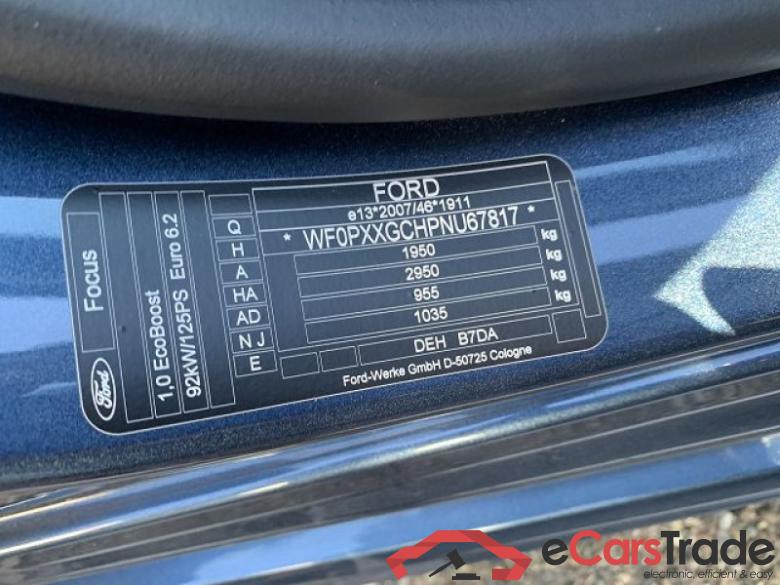 FORD
e13*2007/46*1911
* WF0PXXGCHPNU67817 *
1950 kg
2950 kg
955 kg
1035 kg
DEH B7DA
Ford-Werke GmbH D-50725 Cologne
Q
H
A
HA
AD
N J
E
Focus
1,0 EcoBoost
92kW/125PS Euro 6.2
Ford
eCarsTrade
electronic, efficient & easy